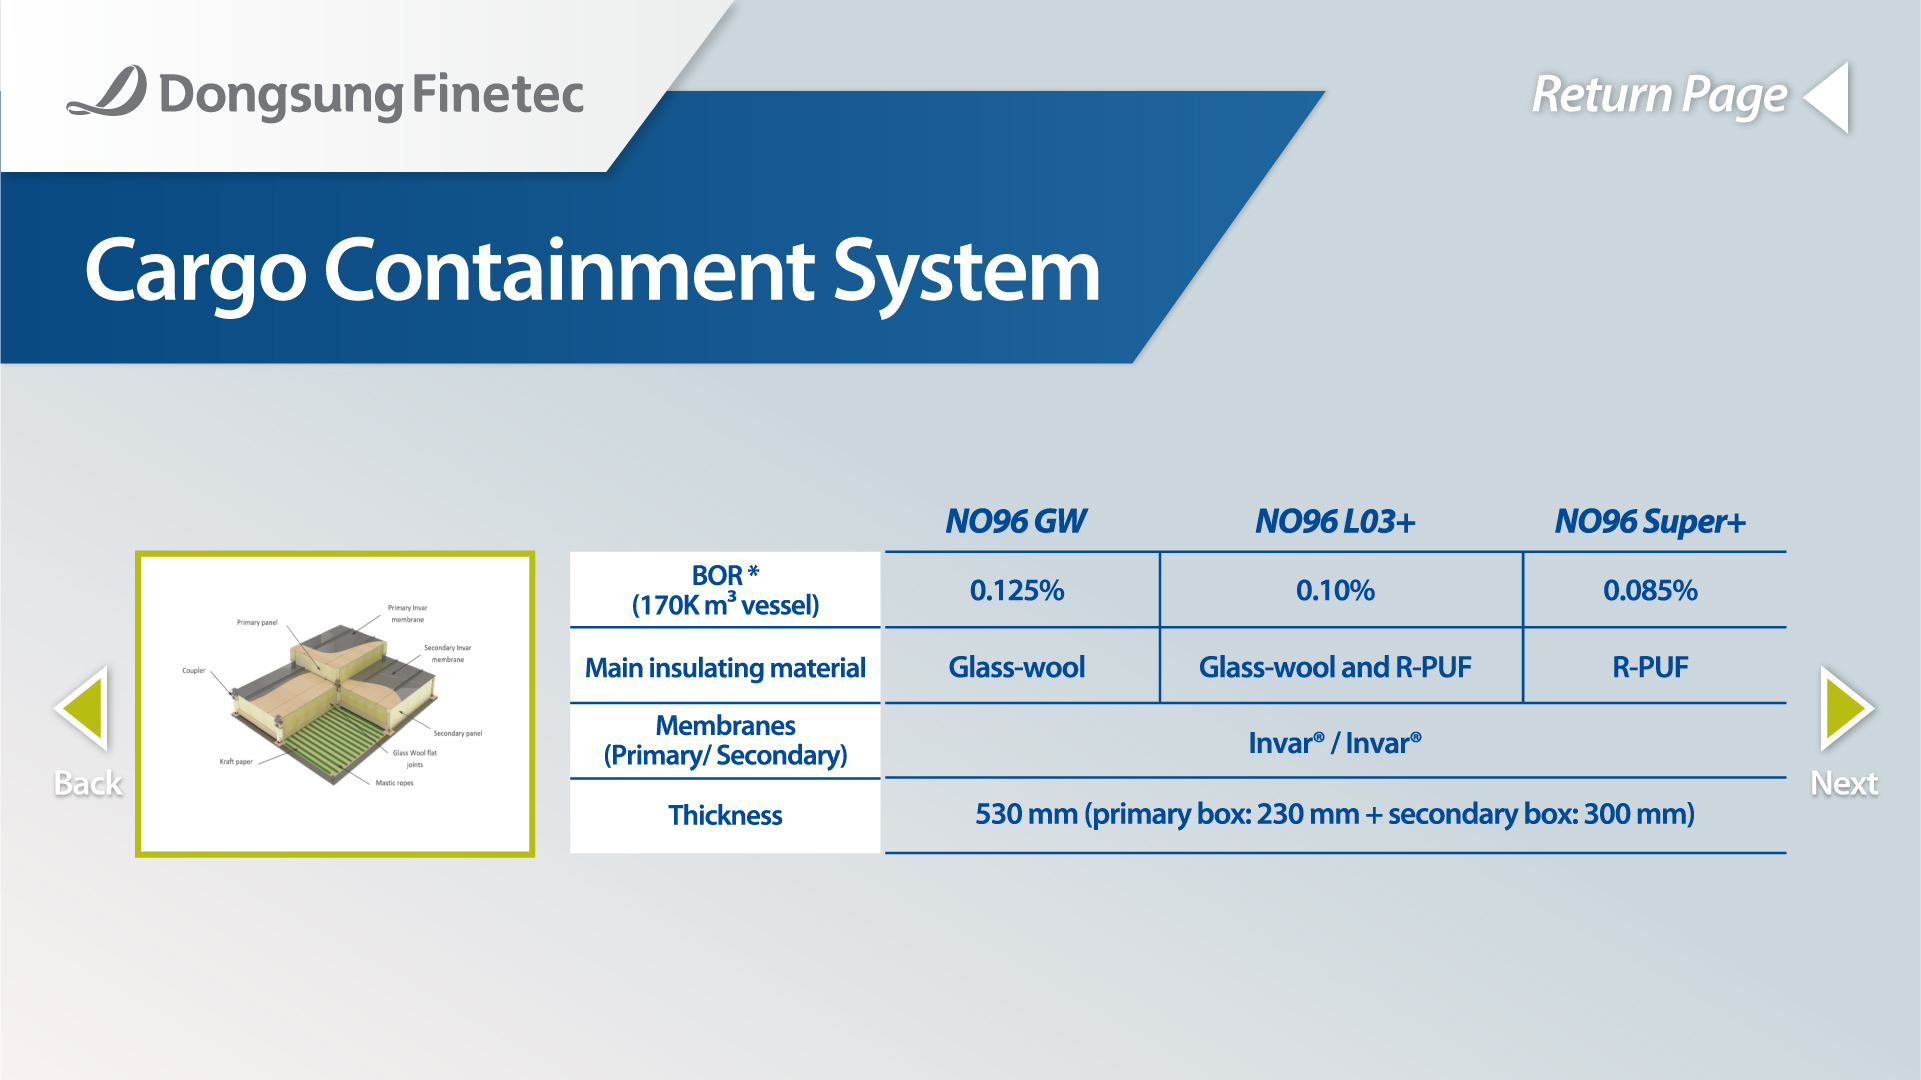 Dongsung Finetec
Return Page
Cargo Containment System
NO96 GW
NO96 L03+
NO96 Super+
BOR *
(170K m³ vessel)
0.125%
0.10%
0.085%
Main insulating material
Glass-wool
Glass-wool and R-PUF
R-PUF
Membranes
(Primary/ Secondary)
Invar® / Invar®
Thickness
530 mm (primary box: 230 mm + secondary box: 300 mm)
Primary Invar
membrane
Primary panel
Secondary Invar
membrane
Coupler
Secondary panel
Glass Wool flat
joints
Kraft paper
Mastic ropes
Back
Next